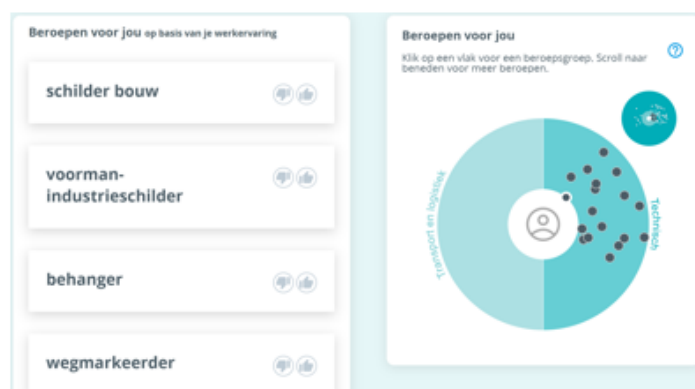 Beroepen voor jou op basis van je werkervaring
schilder bouw
voorman-
industrieschilder
behanger
wegmarkeerder
Beroepen voor jou
Klik op een vlak voor een beroepsgroep. Scroll naar
beneden voor meer beroepen.
?
Transport en logistiek
Technisch